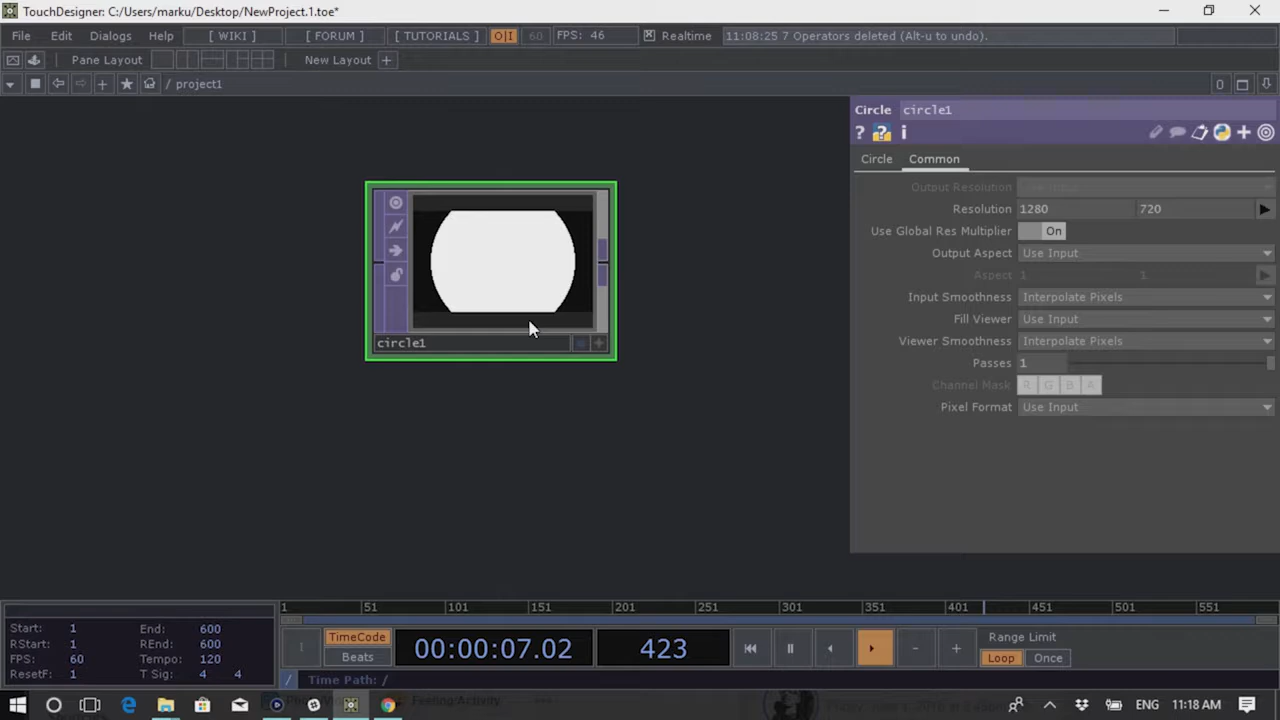 TouchDesigner: C:/Users/marku/Desktop/NewProject.1.toe*
File Edit Dialogs Help [ WIKI ] [ FORUM ] [ TUTORIALS ] O|I 60 FPS: 46 Realtime 11:08:25 7 Operators deleted (Alt-u to undo).
Pane Layout New Layout +
/ project1 0
Circle circle1
? ? i
Circle Common
Output Resolution Use Input
Resolution 1280 720
Use Global Res Multiplier On
Output Aspect Use Input
Aspect 1 1
Input Smoothness Interpolate Pixels
Fill Viewer Use Input
Viewer Smoothness Interpolate Pixels
Passes 1
Channel Mask R G B A
Pixel Format Use Input
circle1
1 51 101 151 201 251 301 351 401 451 501 551
Start: 1 End: 600
RStart: 1 REnd: 600
FPS: 60 Tempo: 120
ResetF: 1 T Sig: 4 4
TimeCode
Beats
00:00:07.02 423
Range Limit
Loop Once
/ Time Path: /
Feeling/Activity
ENG 11:18 AM